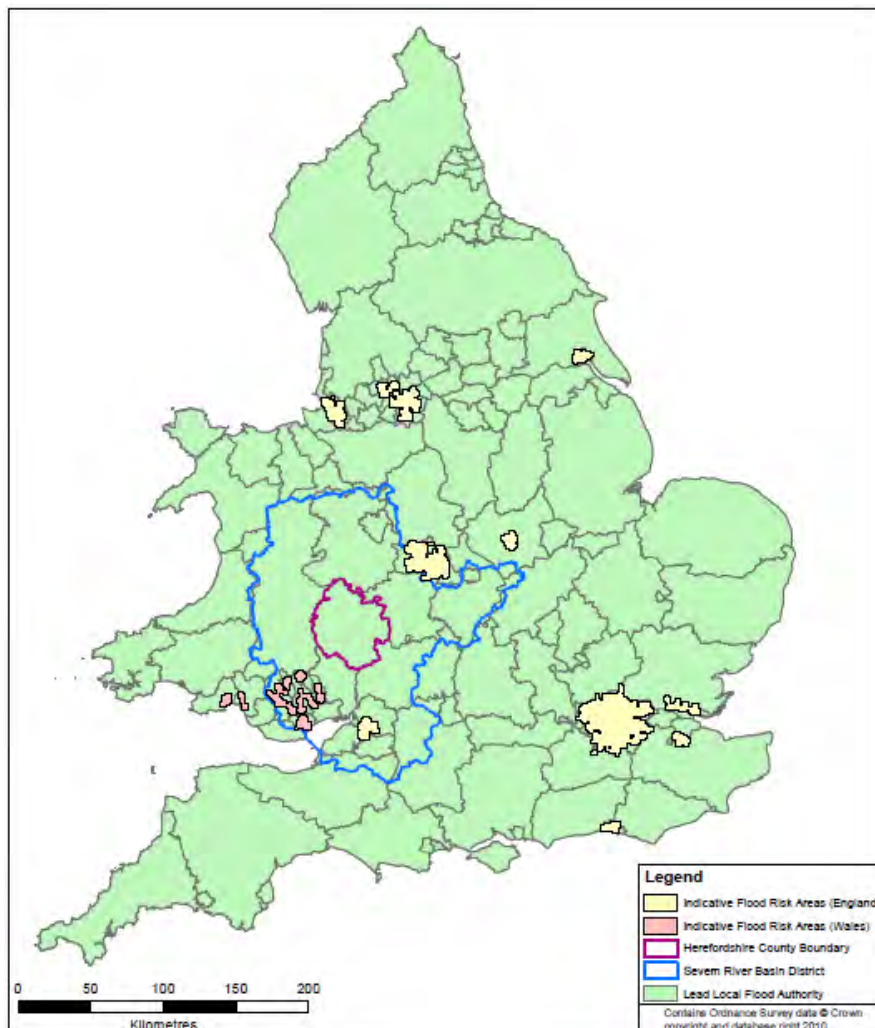 Legend
Indicative Flood Risk Areas (England
Indicative Flood Risk Areas (Wales)
Herefordshire County Boundary
Severn River Basin District
Lead Local Flood Authority
0 50 100 150 200
Kilometres
Contains Ordnance Survey data © Crown
copyright and database right 2010